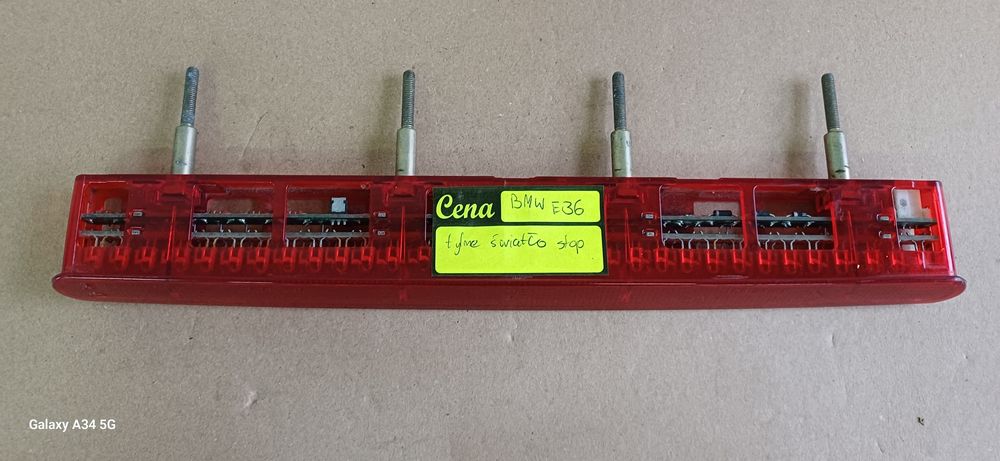 Cena BMW E36
tylne światło stop
Galaxy A34 5G